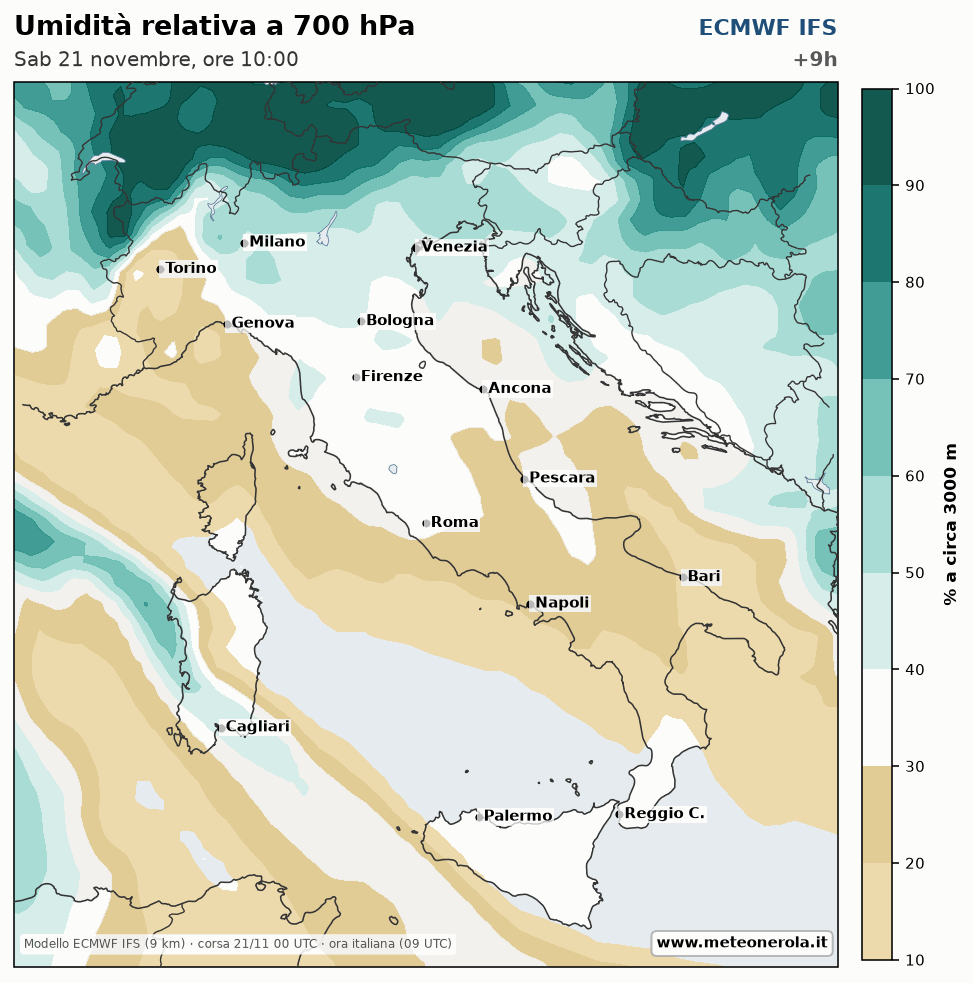 Umidità relativa a 700 hPa
ECMWF IFS
Sab 21 novembre, ore 10:00
+9h
Milano
Venezia
Torino
Genova
Bologna
Firenze
Ancona
Pescara
Roma
Bari
Napoli
Cagliari
Palermo
Reggio C.
100
90
80
70
60
50
40
30
20
10
% a circa 3000 m
Modello ECMWF IFS (9 km) · corsa 21/11 00 UTC · ora italiana (09 UTC)
www.meteonerola.it